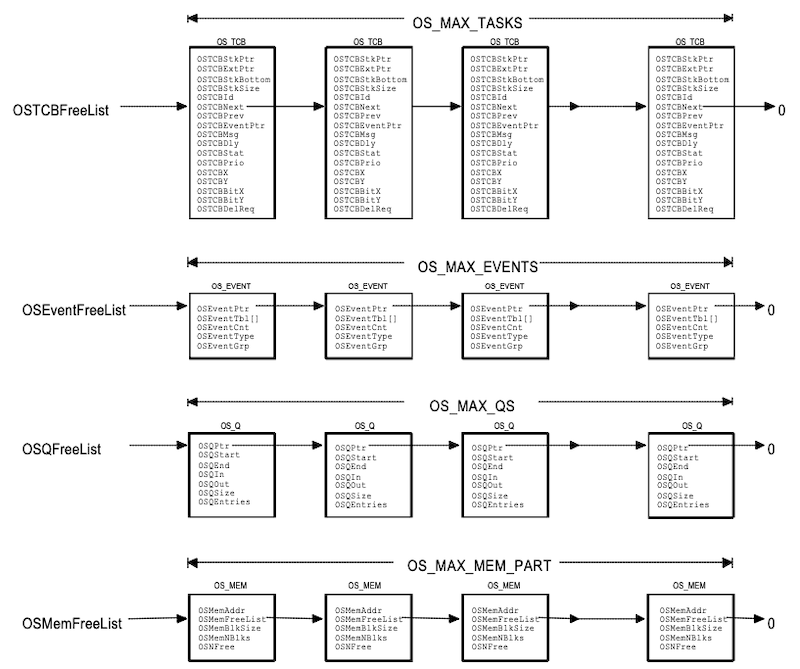 OS_MAX_TASKS
OS_TCB OS_TCB OS_TCB OS_TCB
OSTCBStkPtr OSTCBStkPtr OSTCBStkPtr OSTCBStkPtr
OSTCBExtPtr OSTCBExtPtr OSTCBExtPtr OSTCBExtPtr
OSTCBStkBottom OSTCBStkBottom OSTCBStkBottom OSTCBStkBottom
OSTCBStkSize OSTCBStkSize OSTCBStkSize OSTCBStkSize
OSTCBId OSTCBId OSTCBId OSTCBId
OSTCBFreeList OSTCBNext OSTCBNext OSTCBNext OSTCBNext 0
OSTCBPrev OSTCBPrev OSTCBPrev OSTCBPrev
OSTCBEventPtr OSTCBEventPtr OSTCBEventPtr OSTCBEventPtr
OSTCBMsg OSTCBMsg OSTCBMsg OSTCBMsg
OSTCBDly OSTCBDly OSTCBDly OSTCBDly
OSTCBStat OSTCBStat OSTCBStat OSTCBStat
OSTCBPrio OSTCBPrio OSTCBPrio OSTCBPrio
OSTCBX OSTCBX OSTCBX OSTCBX
OSTCBY OSTCBY OSTCBY OSTCBY
OSTCBBitX OSTCBBitX OSTCBBitX OSTCBBitX
OSTCBBitY OSTCBBitY OSTCBBitY OSTCBBitY
OSTCBDelReq OSTCBDelReq OSTCBDelReq OSTCBDelReq
OS_MAX_EVENTS
OS_EVENT OS_EVENT OS_EVENT OS_EVENT
OSEventFreeList OSEventPtr OSEventPtr OSEventPtr OSEventPtr 0
OSEventTbl[] OSEventTbl[] OSEventTbl[] OSEventTbl[]
OSEventCnt OSEventCnt OSEventCnt OSEventCnt
OSEventType OSEventType OSEventType OSEventType
OSEventGrp OSEventGrp OSEventGrp OSEventGrp
OS_MAX_QS
OS_Q OS_Q OS_Q OS_Q
OSQFreeList OSQPtr OSQPtr OSQPtr OSQPtr 0
OSQStart OSQStart OSQStart OSQStart
OSQEnd OSQEnd OSQEnd OSQEnd
OSQIn OSQIn OSQIn OSQIn
OSQOut OSQOut OSQOut OSQOut
OSQSize OSQSize OSQSize OSQSize
OSQEntries OSQEntries OSQEntries OSQEntries
OS_MAX_MEM_PART
OS_MEM OS_MEM OS_MEM OS_MEM
OSMemAddr OSMemAddr OSMemAddr OSMemAddr
OSMemFreeList OSMemFreeList OSMemFreeList OSMemFreeList OSMemFreeList 0
OSMemBlkSize OSMemBlkSize OSMemBlkSize OSMemBlkSize
OSMemNBlks OSMemNBlks OSMemNBlks OSMemNBlks
OSNFree OSNFree OSNFree OSNFree